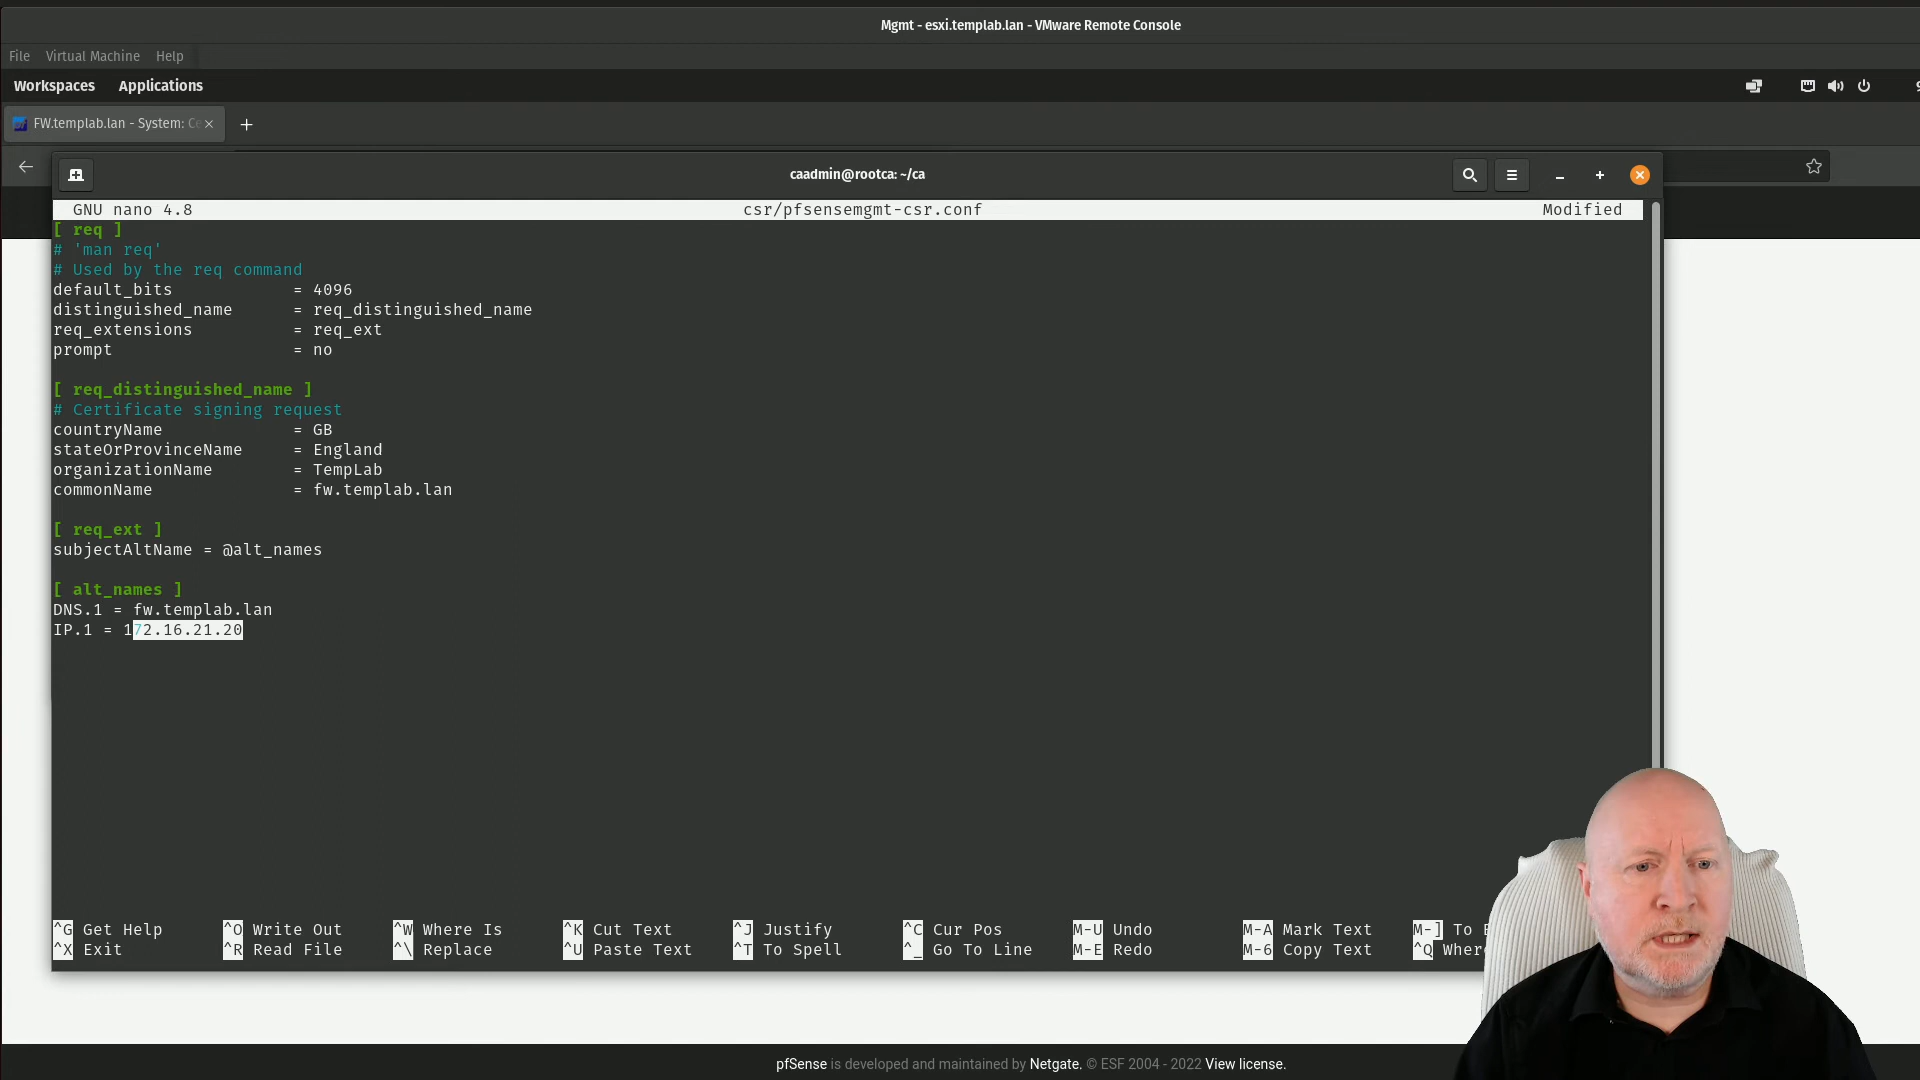 Mgmt - esxi.templab.lan - VMware Remote Console
File Virtual Machine Help
Workspaces Applications
FW.templab.lan - System: Ce
caadmin@rootca: ~/ca
GNU nano 4.8 csr/pfsensemgmt-csr.conf Modified
[ req ]
# 'man req'
# Used by the req command
default_bits = 4096
distinguished_name = req_distinguished_name
req_extensions = req_ext
prompt = no
[ req_distinguished_name ]
# Certificate signing request
countryName = GB
stateOrProvinceName = England
organizationName = TempLab
commonName = fw.templab.lan
[ req_ext ]
subjectAltName = @alt_names
[ alt_names ]
DNS.1 = fw.templab.lan
IP.1 = 172.16.21.20
^G Get Help ^O Write Out ^W Where Is ^K Cut Text ^J Justify ^C Cur Pos M-U Undo M-A Mark Text M-] To
^X Exit ^R Read File ^\ Replace ^U Paste Text ^T To Spell ^_ Go To Line M-E Redo M-6 Copy Text ^Q Where
pfSense is developed and maintained by Netgate. © ESF 2004 - 2022 View license.